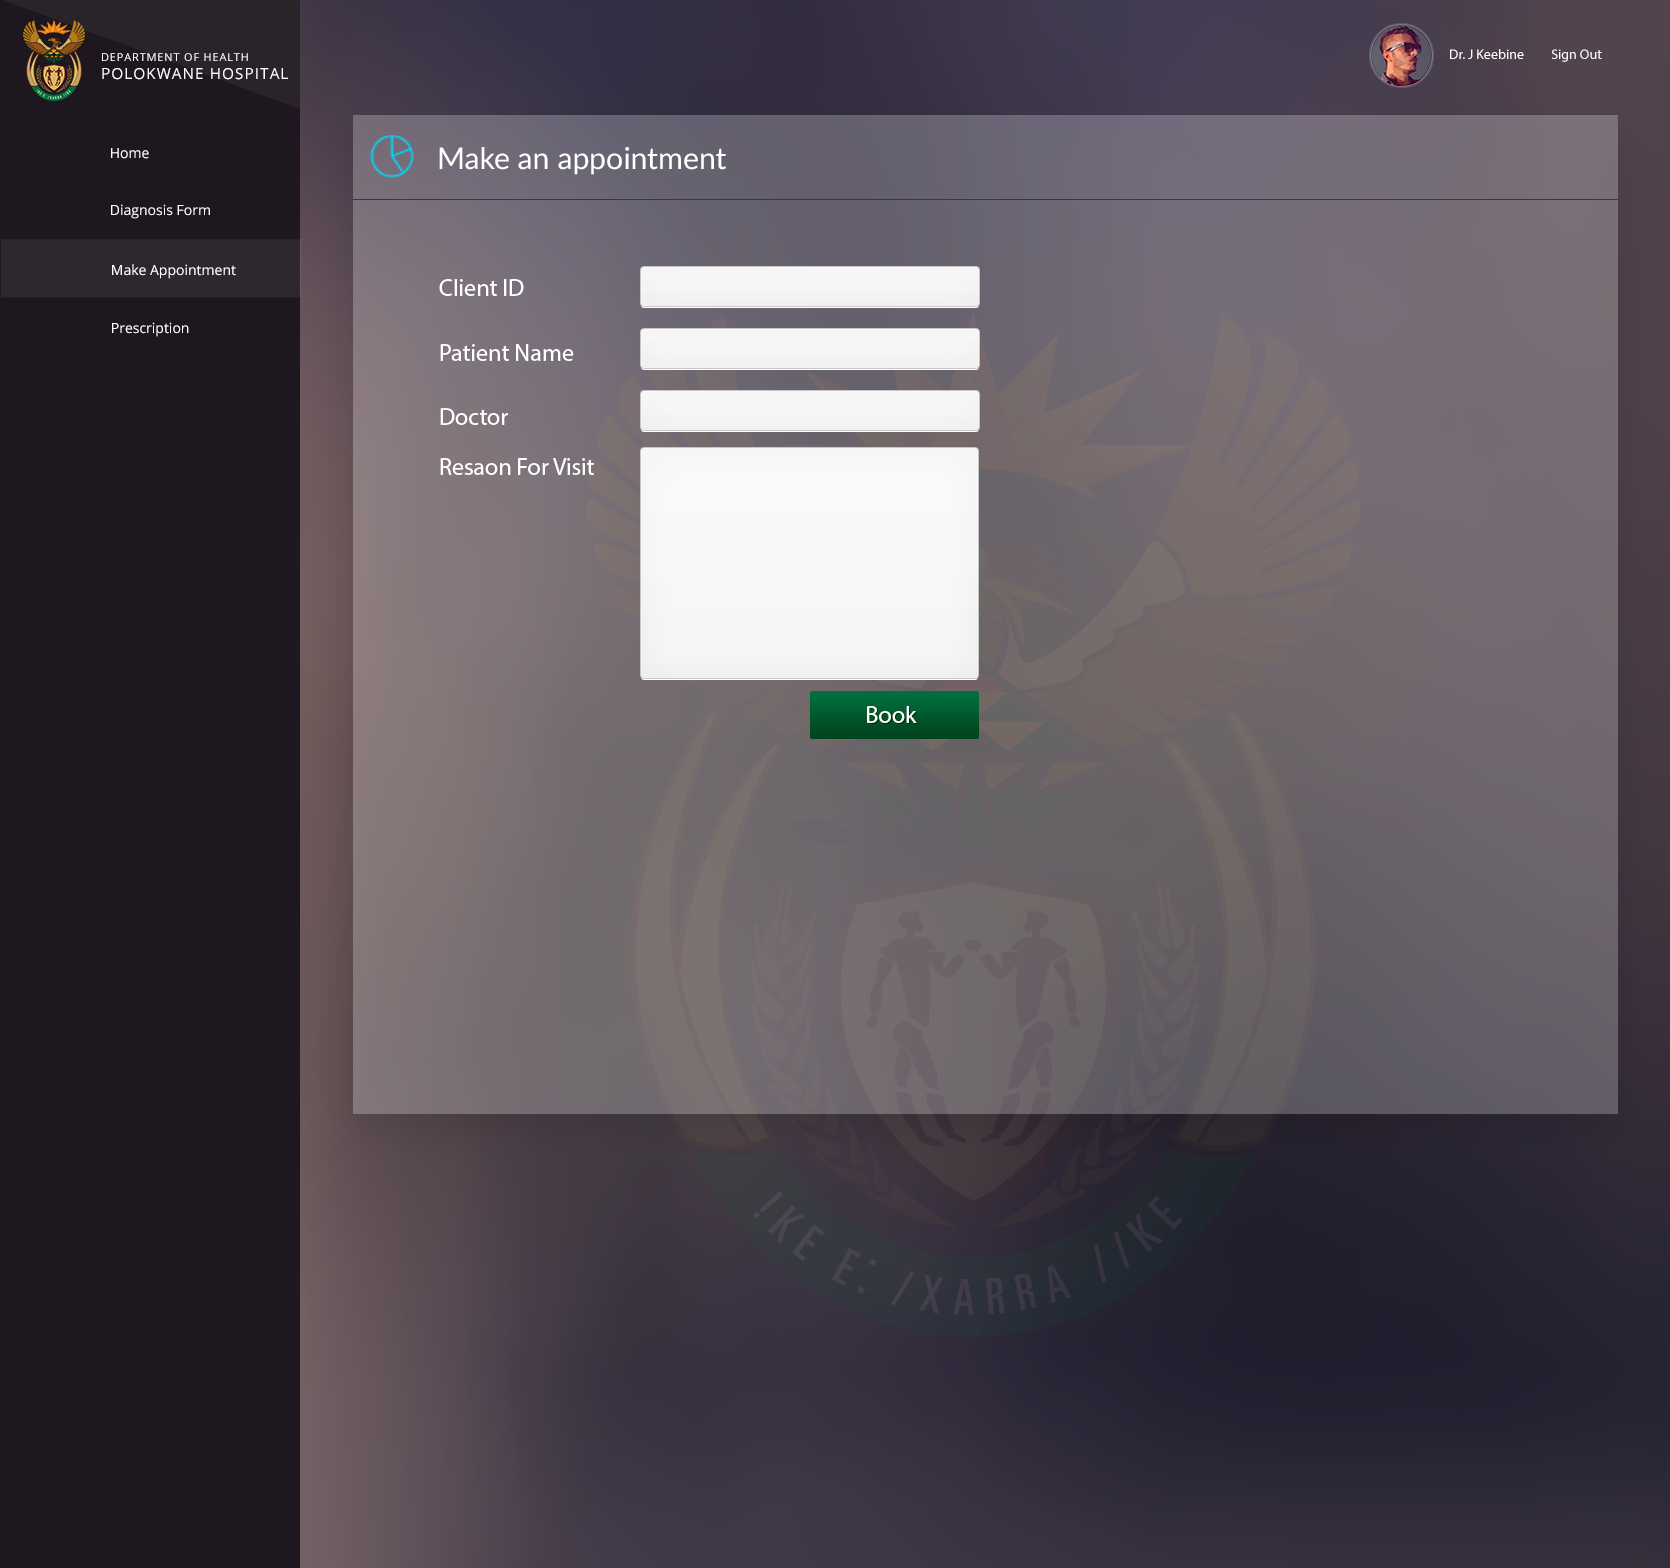 DEPARTMENT OF HEALTH
POLOKWANE HOSPITAL
Dr. J Keebine
Sign Out
Home
Diagnosis Form
Make Appointment
Prescription
Make an appointment
Client ID
Patient Name
Doctor
Resaon For Visit
Book
!KE E: /XARRA //KE